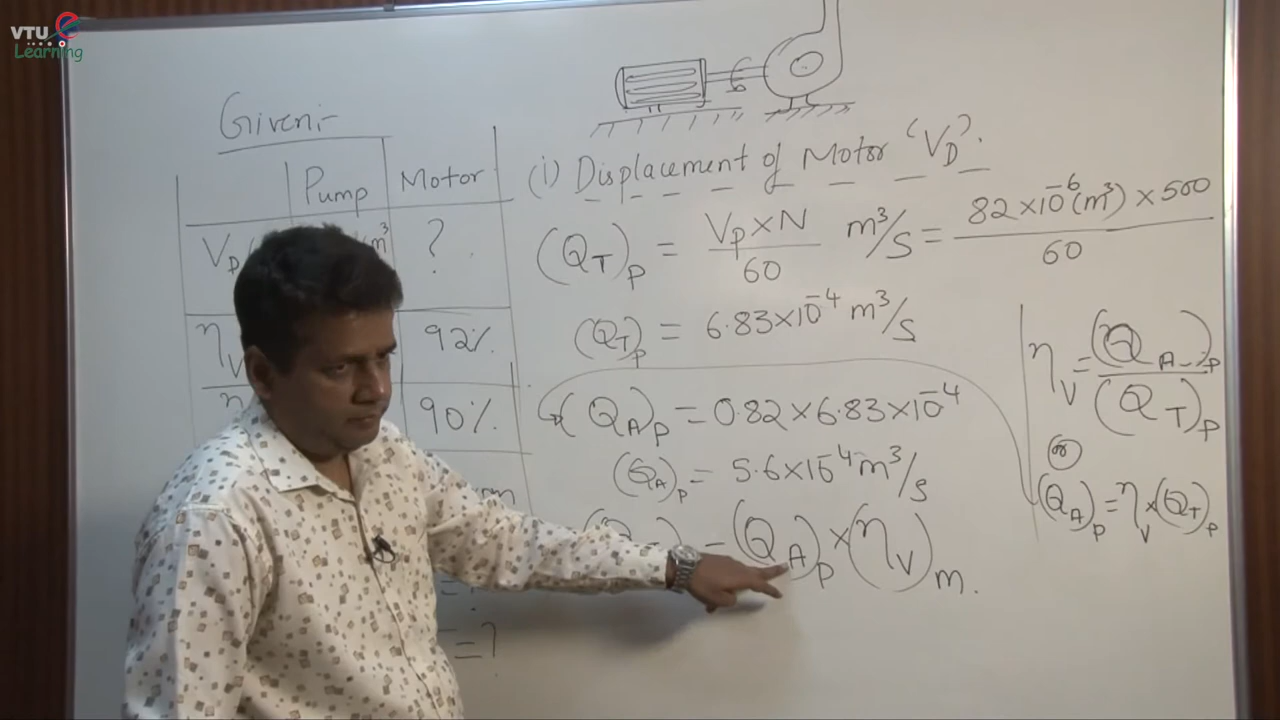 VTU e
Learning
Given:-
Pump Motor
V_D m³ ?
η_V 92%
η 90%
=?
=?
(i) Displacement of Motor 'V_D'.
(Q_T)_P = V_P×N/60 m³/s = 82×10⁻⁶(m³)×500/60
(Q_T)_P = 6.83×10⁻⁴ m³/s
(Q_A)_P = 0.82×6.83×10⁻⁴
(Q_A)_P = 5.6×10⁻⁴ m³/s
= (Q_A)_P × (η_V)_m.
η_V = (Q_A)_P/(Q_T)_P
(Q_A)_P = η_V×(Q_T)_P